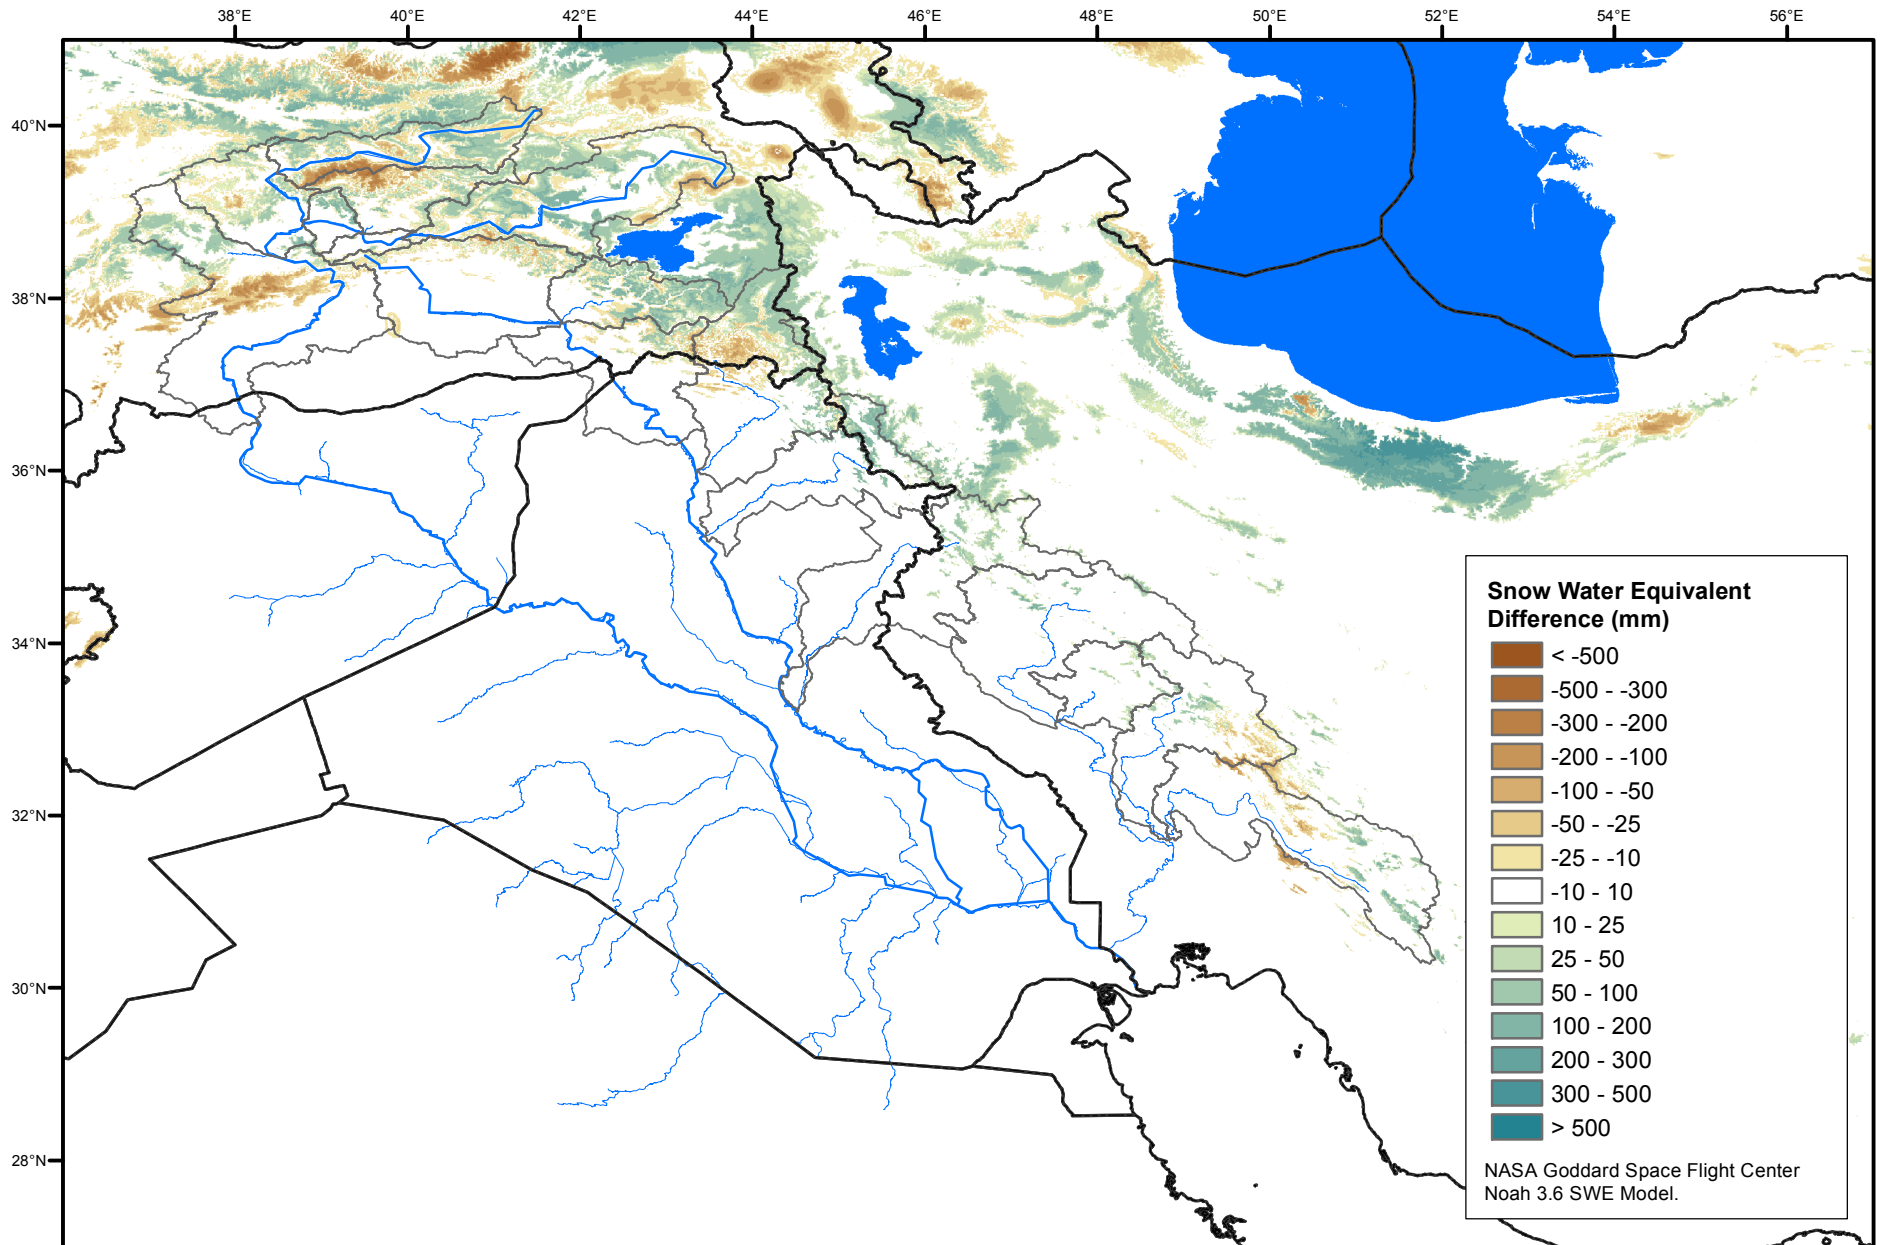 38°E 40°E 42°E 44°E 46°E 48°E 50°E 52°E 54°E 56°E
40°N
38°N
36°N
34°N
32°N
30°N
28°N
Snow Water Equivalent
Difference (mm)
< -500
-500 - -300
-300 - -200
-200 - -100
-100 - -50
-50 - -25
-25 - -10
-10 - 10
10 - 25
25 - 50
50 - 100
100 - 200
200 - 300
300 - 500
> 500
NASA Goddard Space Flight Center
Noah 3.6 SWE Model.